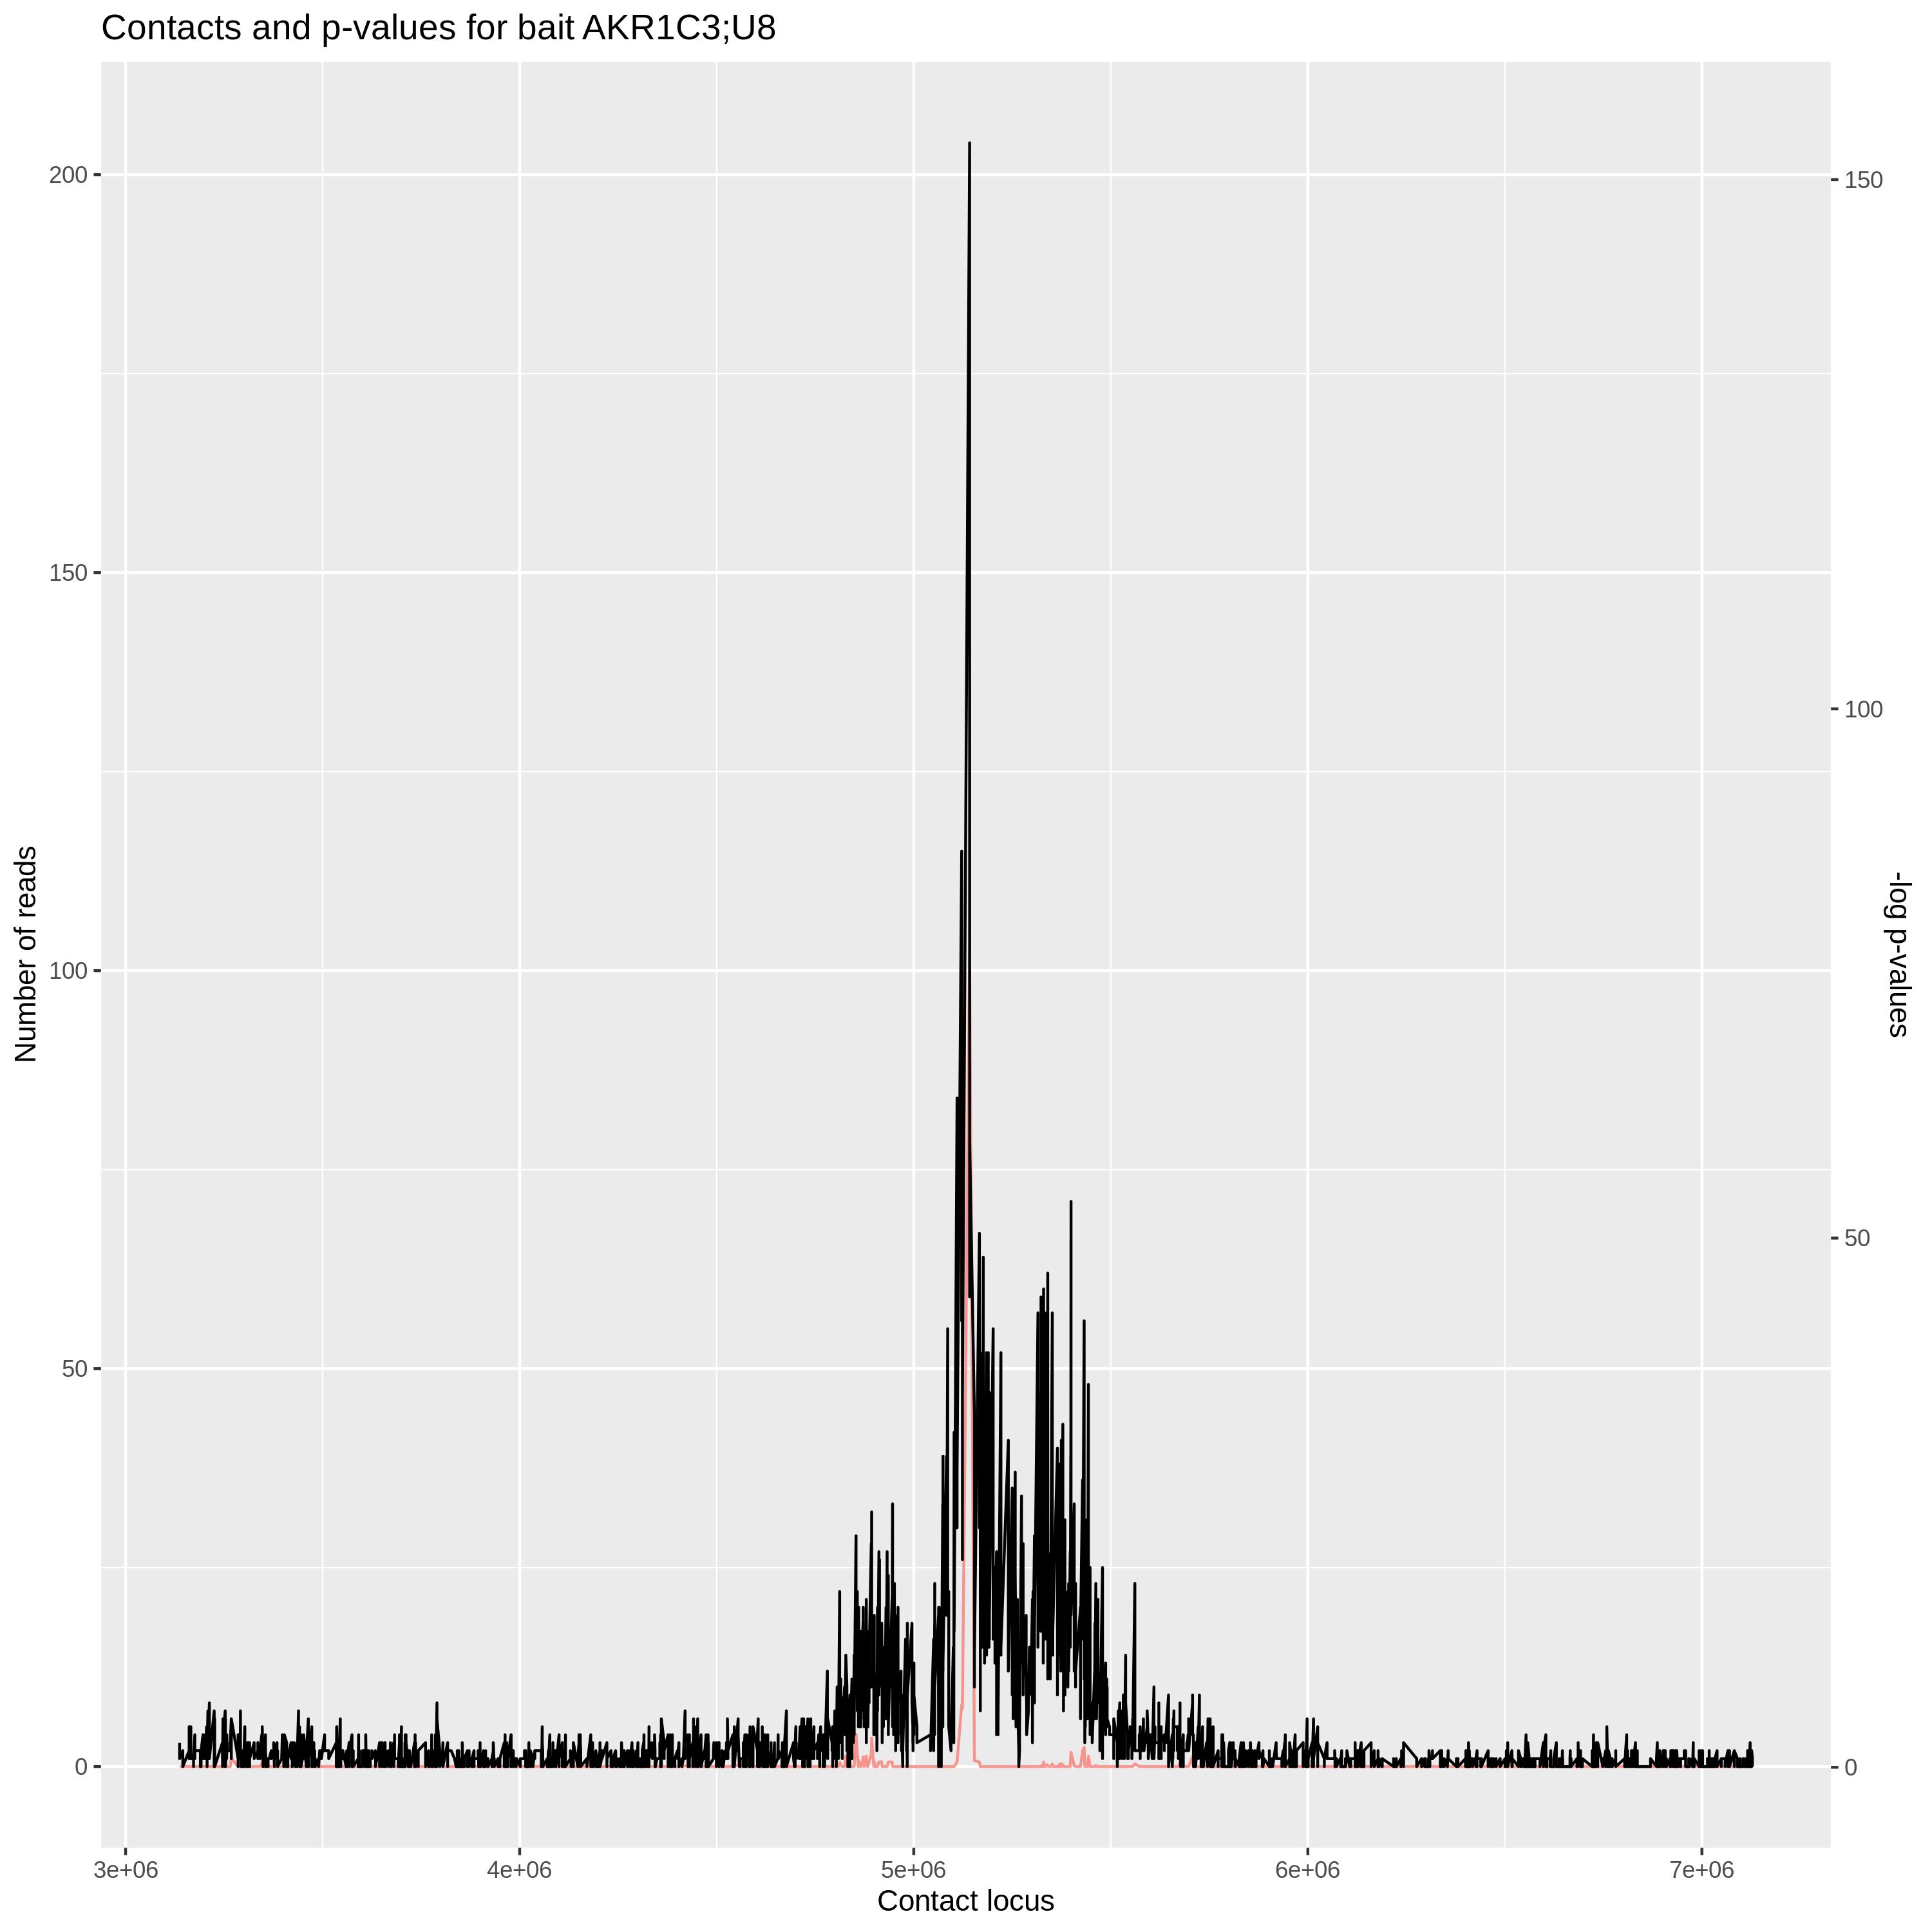 Contacts and p-values for bait AKR1C3;U8
200
150
100
50
0
Number of reads
150
100
50
0
-log p-values
3e+06
4e+06
5e+06
6e+06
7e+06
Contact locus